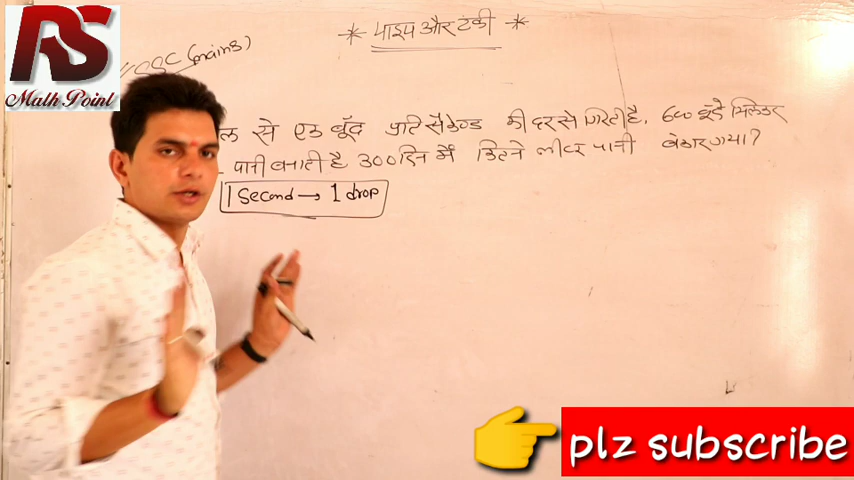 RS
Math Point
SSC (mains)
* पाइप और टंकी *
ल से एक बूँद प्रति सैकेण्ड की दर से गिरती है, 600 बूँदे
पानी बनाती है 300 दिन में कितने लीटर पानी बेकार गया?
1 Second → 1 drop
plz subscribe